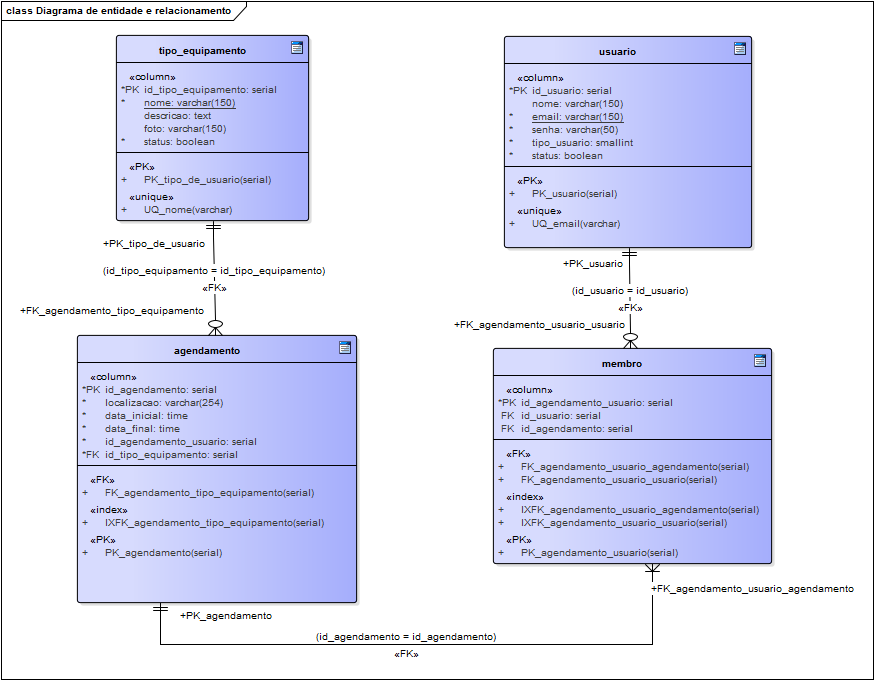 class Diagrama de entidade e relacionamento
tipo_equipamento
«column»
*PK id_tipo_equipamento: serial
* nome: varchar(150)
descricao: text
foto: varchar(150)
* status: boolean
«PK»
+ PK_tipo_de_usuario(serial)
«unique»
+ UQ_nome(varchar)
usuario
«column»
*PK id_usuario: serial
nome: varchar(150)
* email: varchar(150)
* senha: varchar(50)
* tipo_usuario: smallint
* status: boolean
«PK»
+ PK_usuario(serial)
«unique»
+ UQ_email(varchar)
+PK_tipo_de_usuario
(id_tipo_equipamento = id_tipo_equipamento)
«FK»
+FK_agendamento_tipo_equipamento
+PK_usuario
(id_usuario = id_usuario)
«FK»
+FK_agendamento_usuario_usuario
agendamento
«column»
*PK id_agendamento: serial
* localizacao: varchar(254)
* data_inicial: time
* data_final: time
* id_agendamento_usuario: serial
*FK id_tipo_equipamento: serial
«FK»
+ FK_agendamento_tipo_equipamento(serial)
«index»
+ IXFK_agendamento_tipo_equipamento(serial)
«PK»
+ PK_agendamento(serial)
membro
«column»
*PK id_agendamento_usuario: serial
FK id_usuario: serial
FK id_agendamento: serial
«FK»
+ FK_agendamento_usuario_agendamento(serial)
+ FK_agendamento_usuario_usuario(serial)
«index»
+ IXFK_agendamento_usuario_agendamento(serial)
+ IXFK_agendamento_usuario_usuario(serial)
«PK»
+ PK_agendamento_usuario(serial)
+PK_agendamento
+FK_agendamento_usuario_agendamento
(id_agendamento = id_agendamento)
«FK»